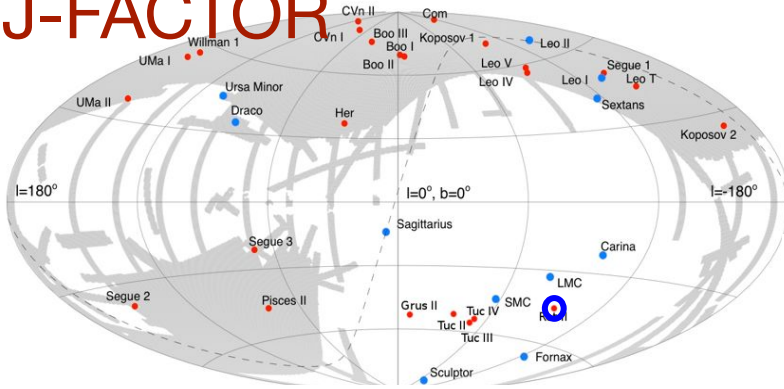 J-FACTOR
CVn II
Com
CVn I
Boo III
Koposov 1
Leo II
Willman 1
Boo I
UMa I
Boo II
Leo V
Segue 1
Leo IV
Leo I
Leo T
Ursa Minor
UMa II
Sextans
Draco
Her
Koposov 2
l=180°
l=0°, b=0°
l=-180°
Sagittarius
Segue 3
Carina
LMC
Segue 2
Pisces II
Grus II
SMC
Tuc IV
Tuc II
Tuc III
Fornax
Sculptor